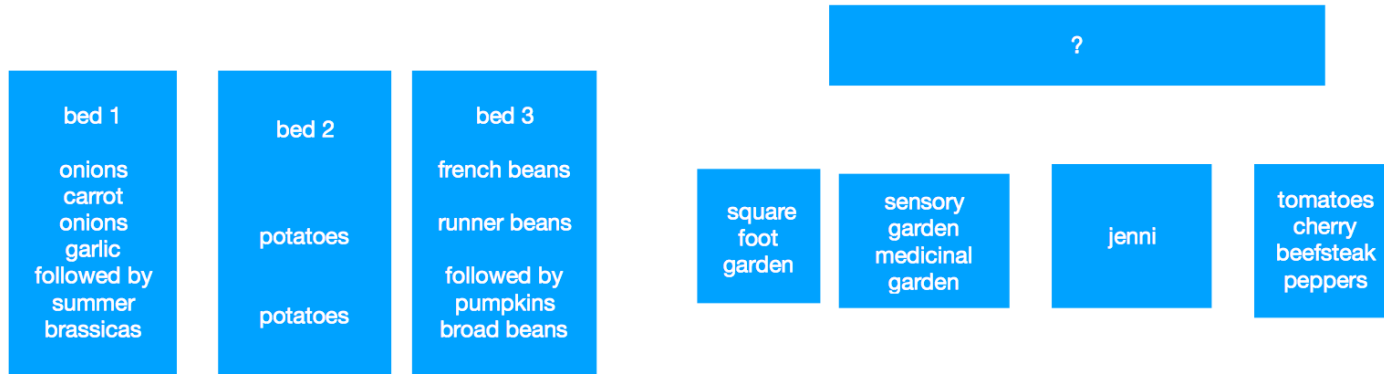 ?
bed 1
onions
carrot
onions
garlic
followed by
summer
brassicas
bed 2
potatoes
potatoes
bed 3
french beans
runner beans
followed by
pumpkins
broad beans
square
foot
garden
sensory
garden
medicinal
garden
jenni
tomatoes
cherry
beefsteak
peppers